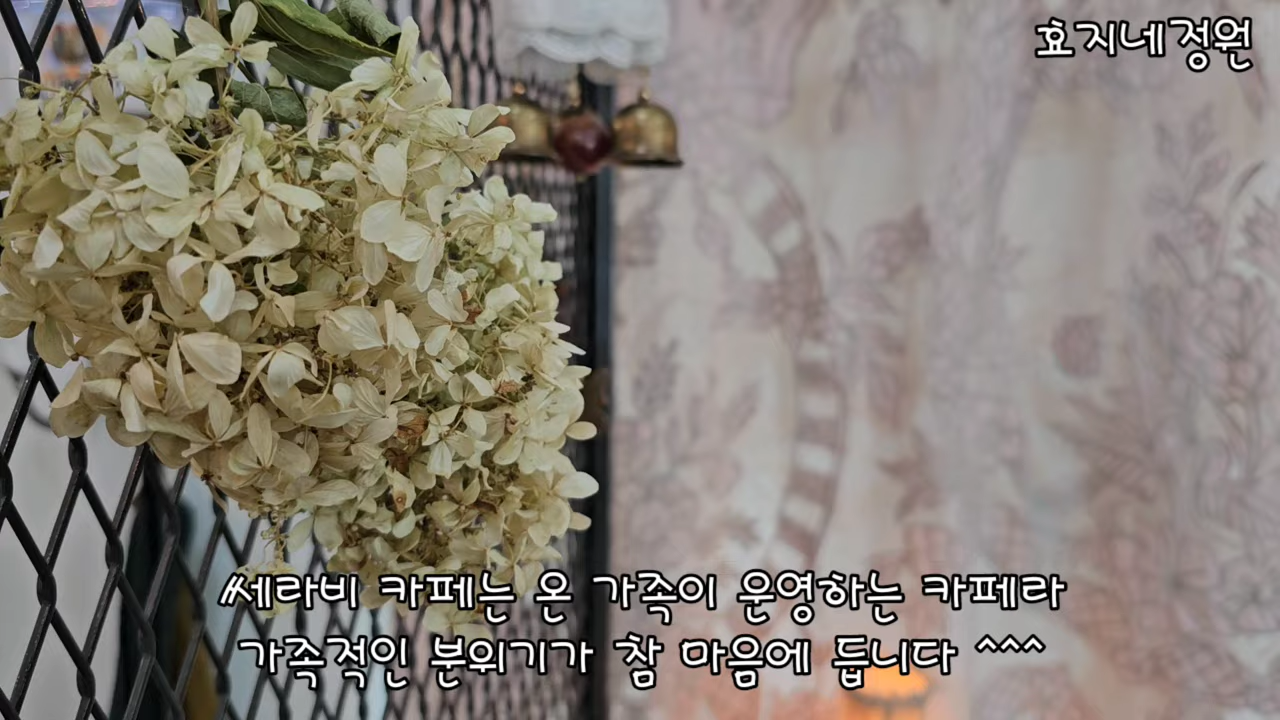 효지네정원
쎄라비 카페는 온 가족이 운영하는 카페라
가족적인 분위기가 참 마음에 듭니다 ^^^